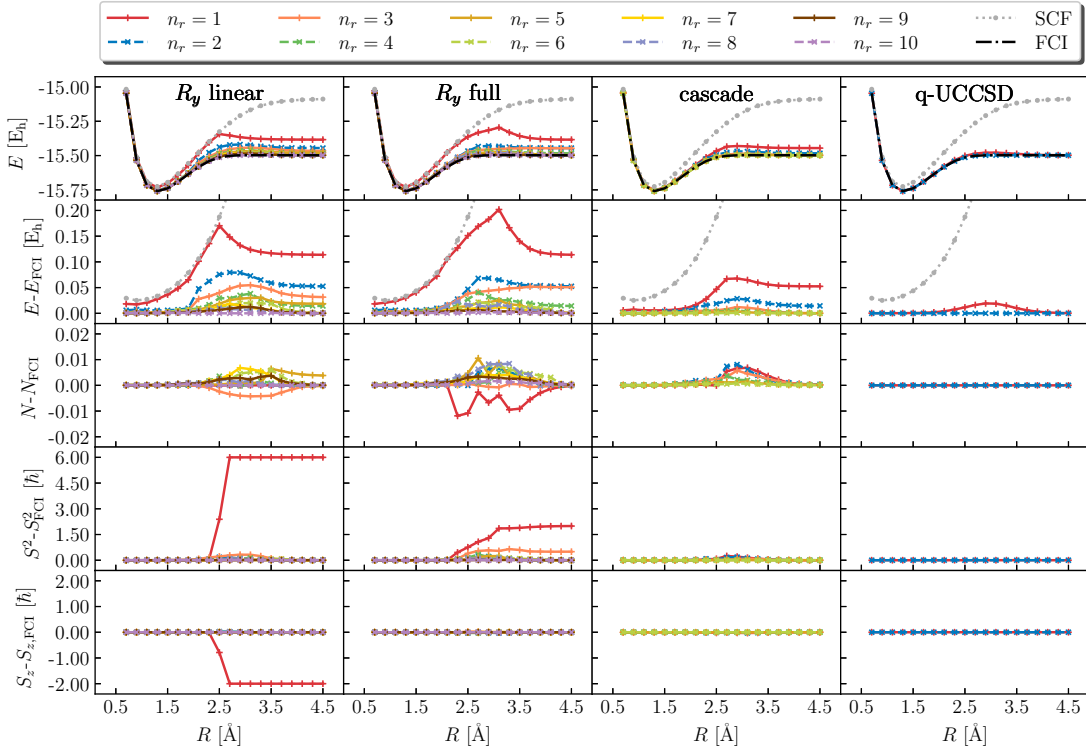 n_r = 1 n_r = 3 n_r = 5 n_r = 7 n_r = 9 SCF
n_r = 2 n_r = 4 n_r = 6 n_r = 8 n_r = 10 FCI
R_y linear R_y full cascade q-UCCSD
E [E_h]
-15.00
-15.25
-15.50
-15.75
E-E_FCI [E_h]
0.20
0.15
0.10
0.05
0.00
N-N_FCI
0.02
0.01
0.00
-0.01
-0.02
S^2-S^2_FCI [ℏ]
6.00
4.50
3.00
1.50
0.00
S_z-S_z,FCI [ℏ]
2.00
1.00
0.00
-1.00
-2.00
0.5 1.5 2.5 3.5 4.5 0.5 1.5 2.5 3.5 4.5 0.5 1.5 2.5 3.5 4.5 0.5 1.5 2.5 3.5 4.5
R [Å] R [Å] R [Å] R [Å]